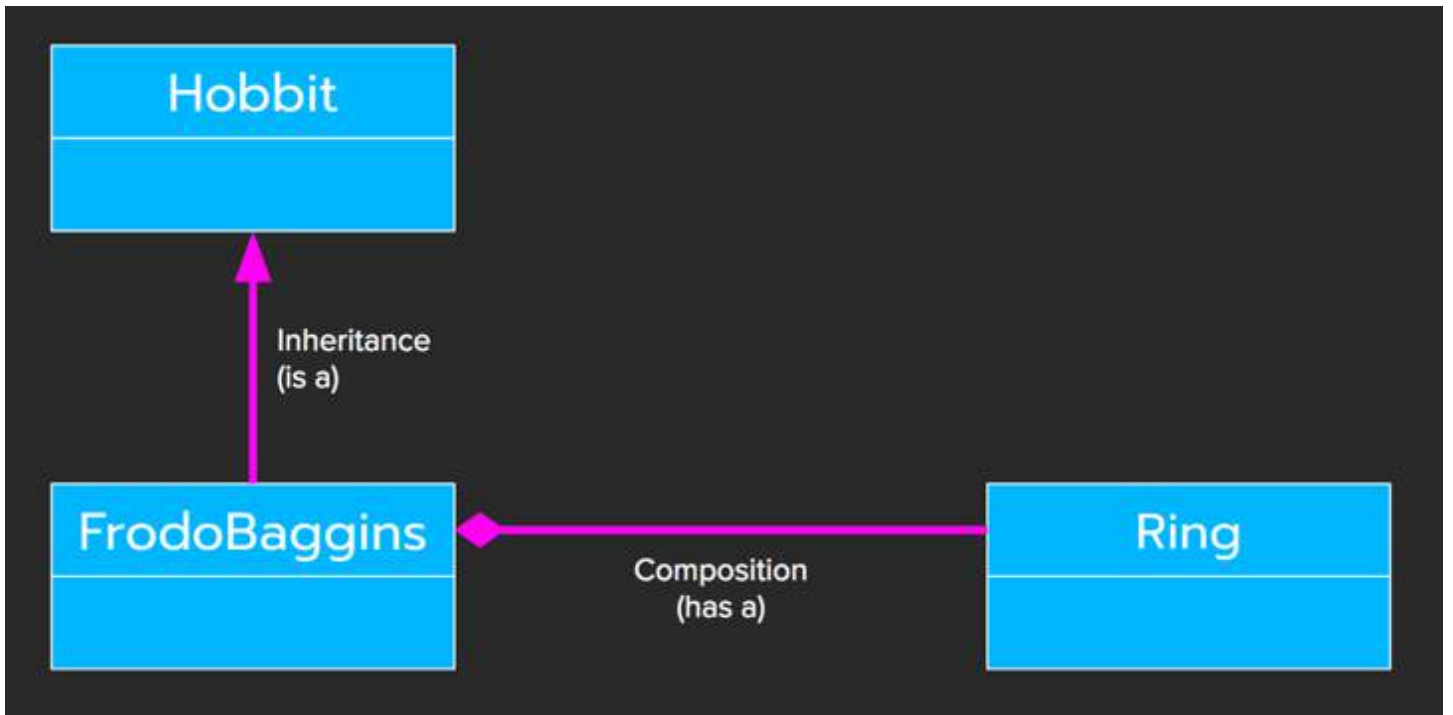 Hobbit
Inheritance
(is a)
FrodoBaggins
Ring
Composition
(has a)